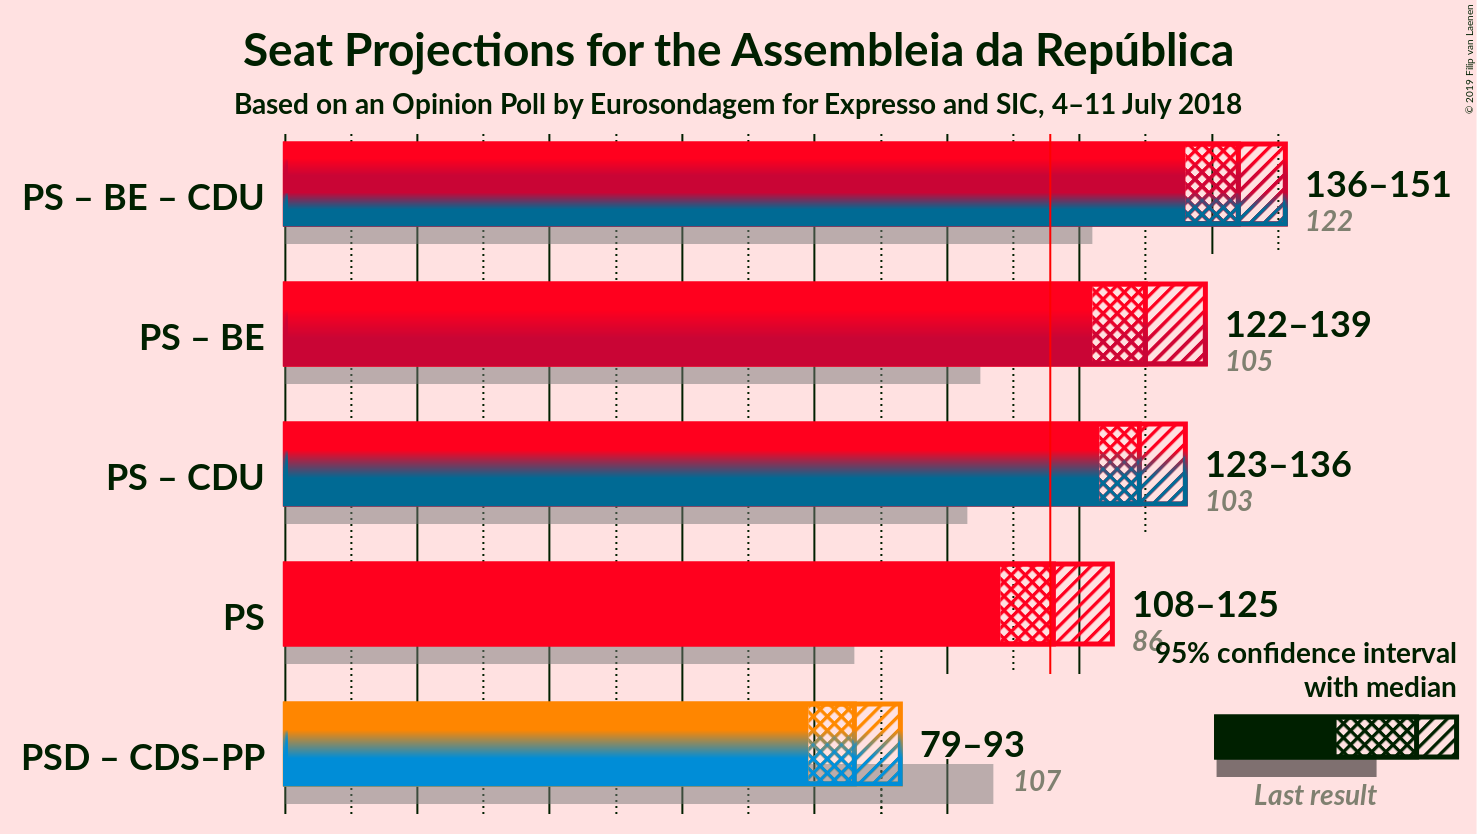 Seat Projections for the Assembleia da República
Based on an Opinion Poll by Eurosondagem for Expresso and SIC, 4–11 July 2018
© 2019 Filip van Laenen
PS – BE – CDU
136–151
122
PS – BE
122–139
105
PS – CDU
123–136
103
PS
108–125
86
PSD – CDS–PP
79–93
107
95% confidence interval
with median
Last result